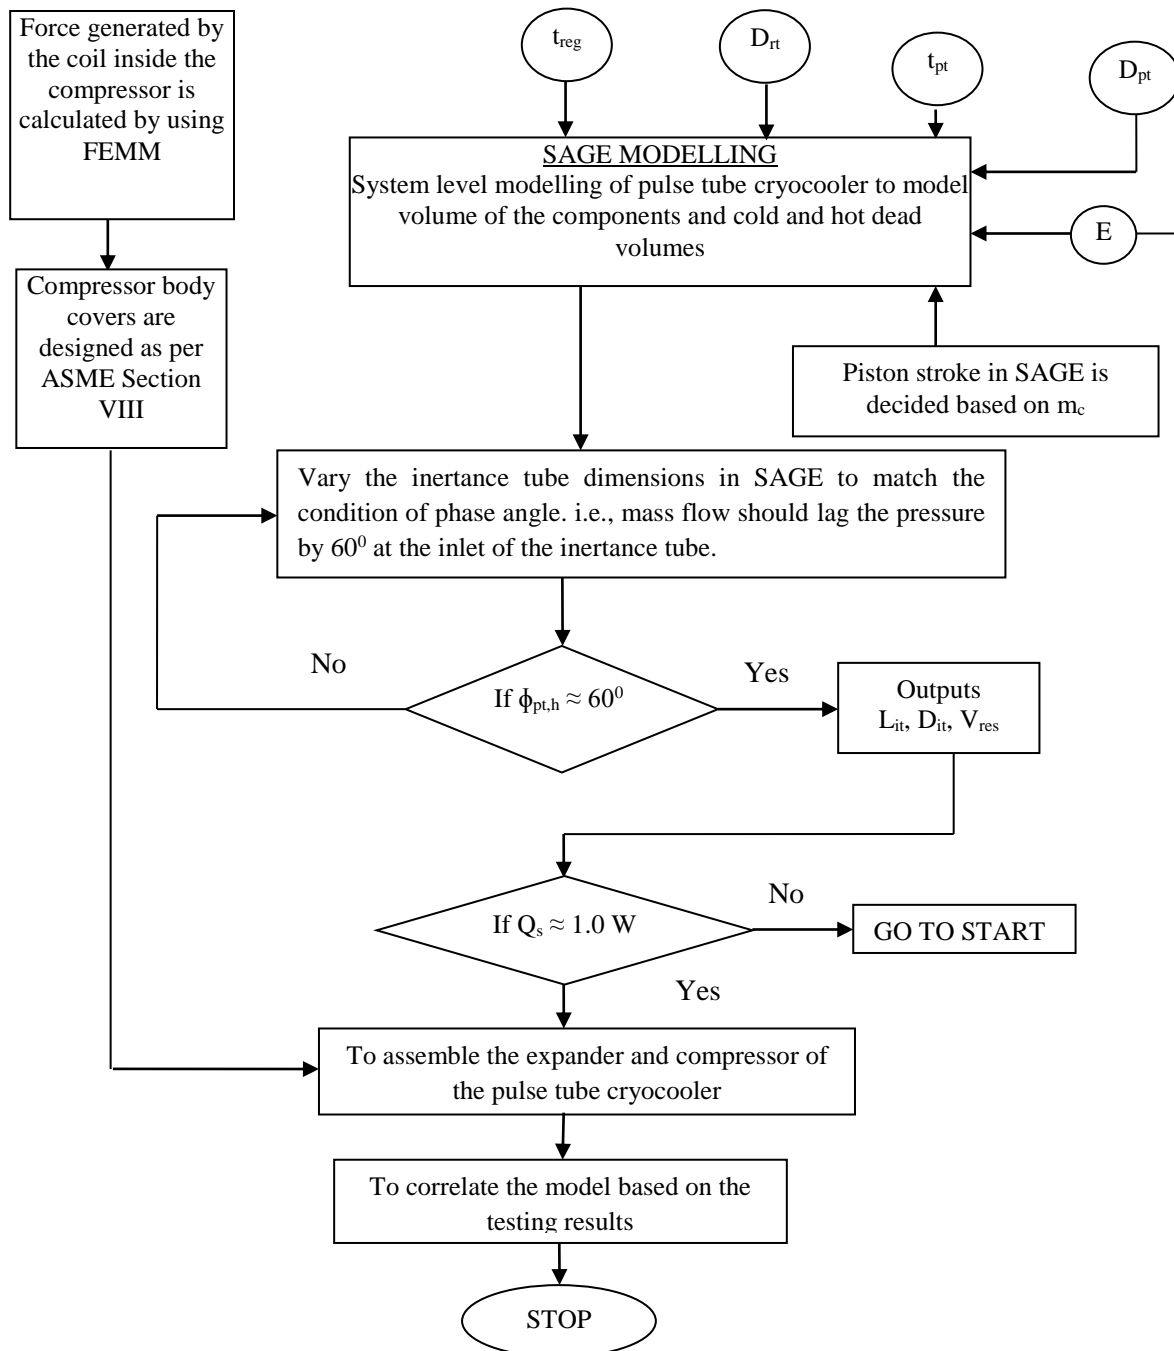 Force generated by
the coil inside the
compressor is
calculated by using
FEMM
t_reg
D_rt
t_pt
D_pt
SAGE MODELLING
System level modelling of pulse tube cryocooler to model
volume of the components and cold and hot dead
volumes
E
Compressor body
covers are
designed as per
ASME Section
VIII
Piston stroke in SAGE is
decided based on m_c
Vary the inertance tube dimensions in SAGE to match the
condition of phase angle. i.e., mass flow should lag the pressure
by 60⁰ at the inlet of the inertance tube.
No
If ϕ_pt,h ≈ 60⁰
Yes
Outputs
L_it, D_it, V_res
If Q_s ≈ 1.0 W
No
GO TO START
Yes
To assemble the expander and compressor of
the pulse tube cryocooler
To correlate the model based on the
testing results
STOP